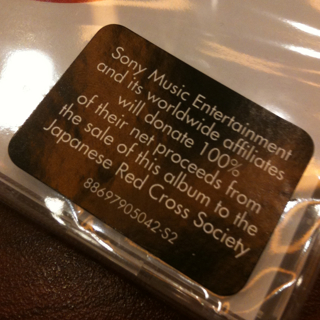 Sony Music Entertainment
and its worldwide affiliates
will donate 100%
of their net proceeds from
the sale of this album to the
Japanese Red Cross Society
88697905042-S2